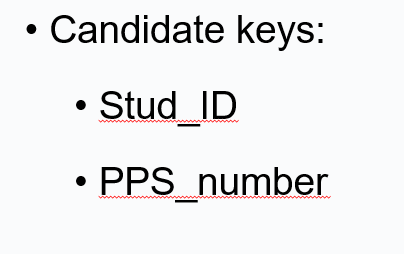 • Candidate keys:
• Stud_ID
• PPS_number